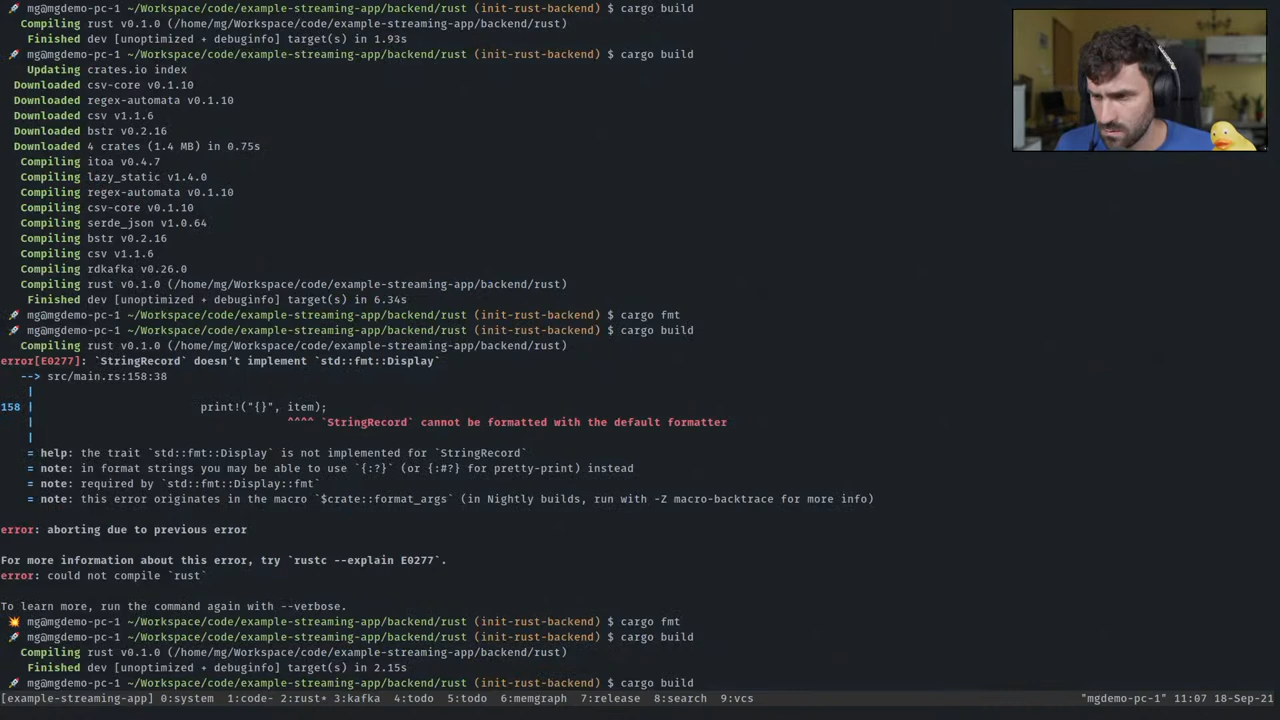 🚀 mg@mgdemo-pc-1 ~/Workspace/code/example-streaming-app/backend/rust (init-rust-backend) $ cargo build
Compiling rust v0.1.0 (/home/mg/Workspace/code/example-streaming-app/backend/rust)
Finished dev [unoptimized + debuginfo] target(s) in 1.93s
🚀 mg@mgdemo-pc-1 ~/Workspace/code/example-streaming-app/backend/rust (init-rust-backend) $ cargo build
Updating crates.io index
Downloaded csv-core v0.1.10
Downloaded regex-automata v0.1.10
Downloaded csv v1.1.6
Downloaded bstr v0.2.16
Downloaded 4 crates (1.4 MB) in 0.75s
Compiling itoa v0.4.7
Compiling lazy_static v1.4.0
Compiling regex-automata v0.1.10
Compiling csv-core v0.1.10
Compiling serde_json v1.0.64
Compiling bstr v0.2.16
Compiling csv v1.1.6
Compiling rdkafka v0.26.0
Compiling rust v0.1.0 (/home/mg/Workspace/code/example-streaming-app/backend/rust)
Finished dev [unoptimized + debuginfo] target(s) in 6.34s
🚀 mg@mgdemo-pc-1 ~/Workspace/code/example-streaming-app/backend/rust (init-rust-backend) $ cargo fmt
🚀 mg@mgdemo-pc-1 ~/Workspace/code/example-streaming-app/backend/rust (init-rust-backend) $ cargo build
Compiling rust v0.1.0 (/home/mg/Workspace/code/example-streaming-app/backend/rust)
error[E0277]: `StringRecord` doesn't implement `std::fmt::Display`
--> src/main.rs:158:38
|
158 | print!("{}", item);
| ^^^^ `StringRecord` cannot be formatted with the default formatter
|
= help: the trait `std::fmt::Display` is not implemented for `StringRecord`
= note: in format strings you may be able to use `{:?}` (or {:#?} for pretty-print) instead
= note: required by `std::fmt::Display::fmt`
= note: this error originates in the macro `$crate::format_args` (in Nightly builds, run with -Z macro-backtrace for more info)
error: aborting due to previous error
For more information about this error, try `rustc --explain E0277`.
error: could not compile `rust`
To learn more, run the command again with --verbose.
💥 mg@mgdemo-pc-1 ~/Workspace/code/example-streaming-app/backend/rust (init-rust-backend) $ cargo fmt
🚀 mg@mgdemo-pc-1 ~/Workspace/code/example-streaming-app/backend/rust (init-rust-backend) $ cargo build
Compiling rust v0.1.0 (/home/mg/Workspace/code/example-streaming-app/backend/rust)
Finished dev [unoptimized + debuginfo] target(s) in 2.15s
🚀 mg@mgdemo-pc-1 ~/Workspace/code/example-streaming-app/backend/rust (init-rust-backend) $ cargo build
[example-streaming-app] 0:system 1:code- 2:rust* 3:kafka 4:todo 5:todo 6:memgraph 7:release 8:search 9:vcs "mgdemo-pc-1" 11:07 18-Sep-21